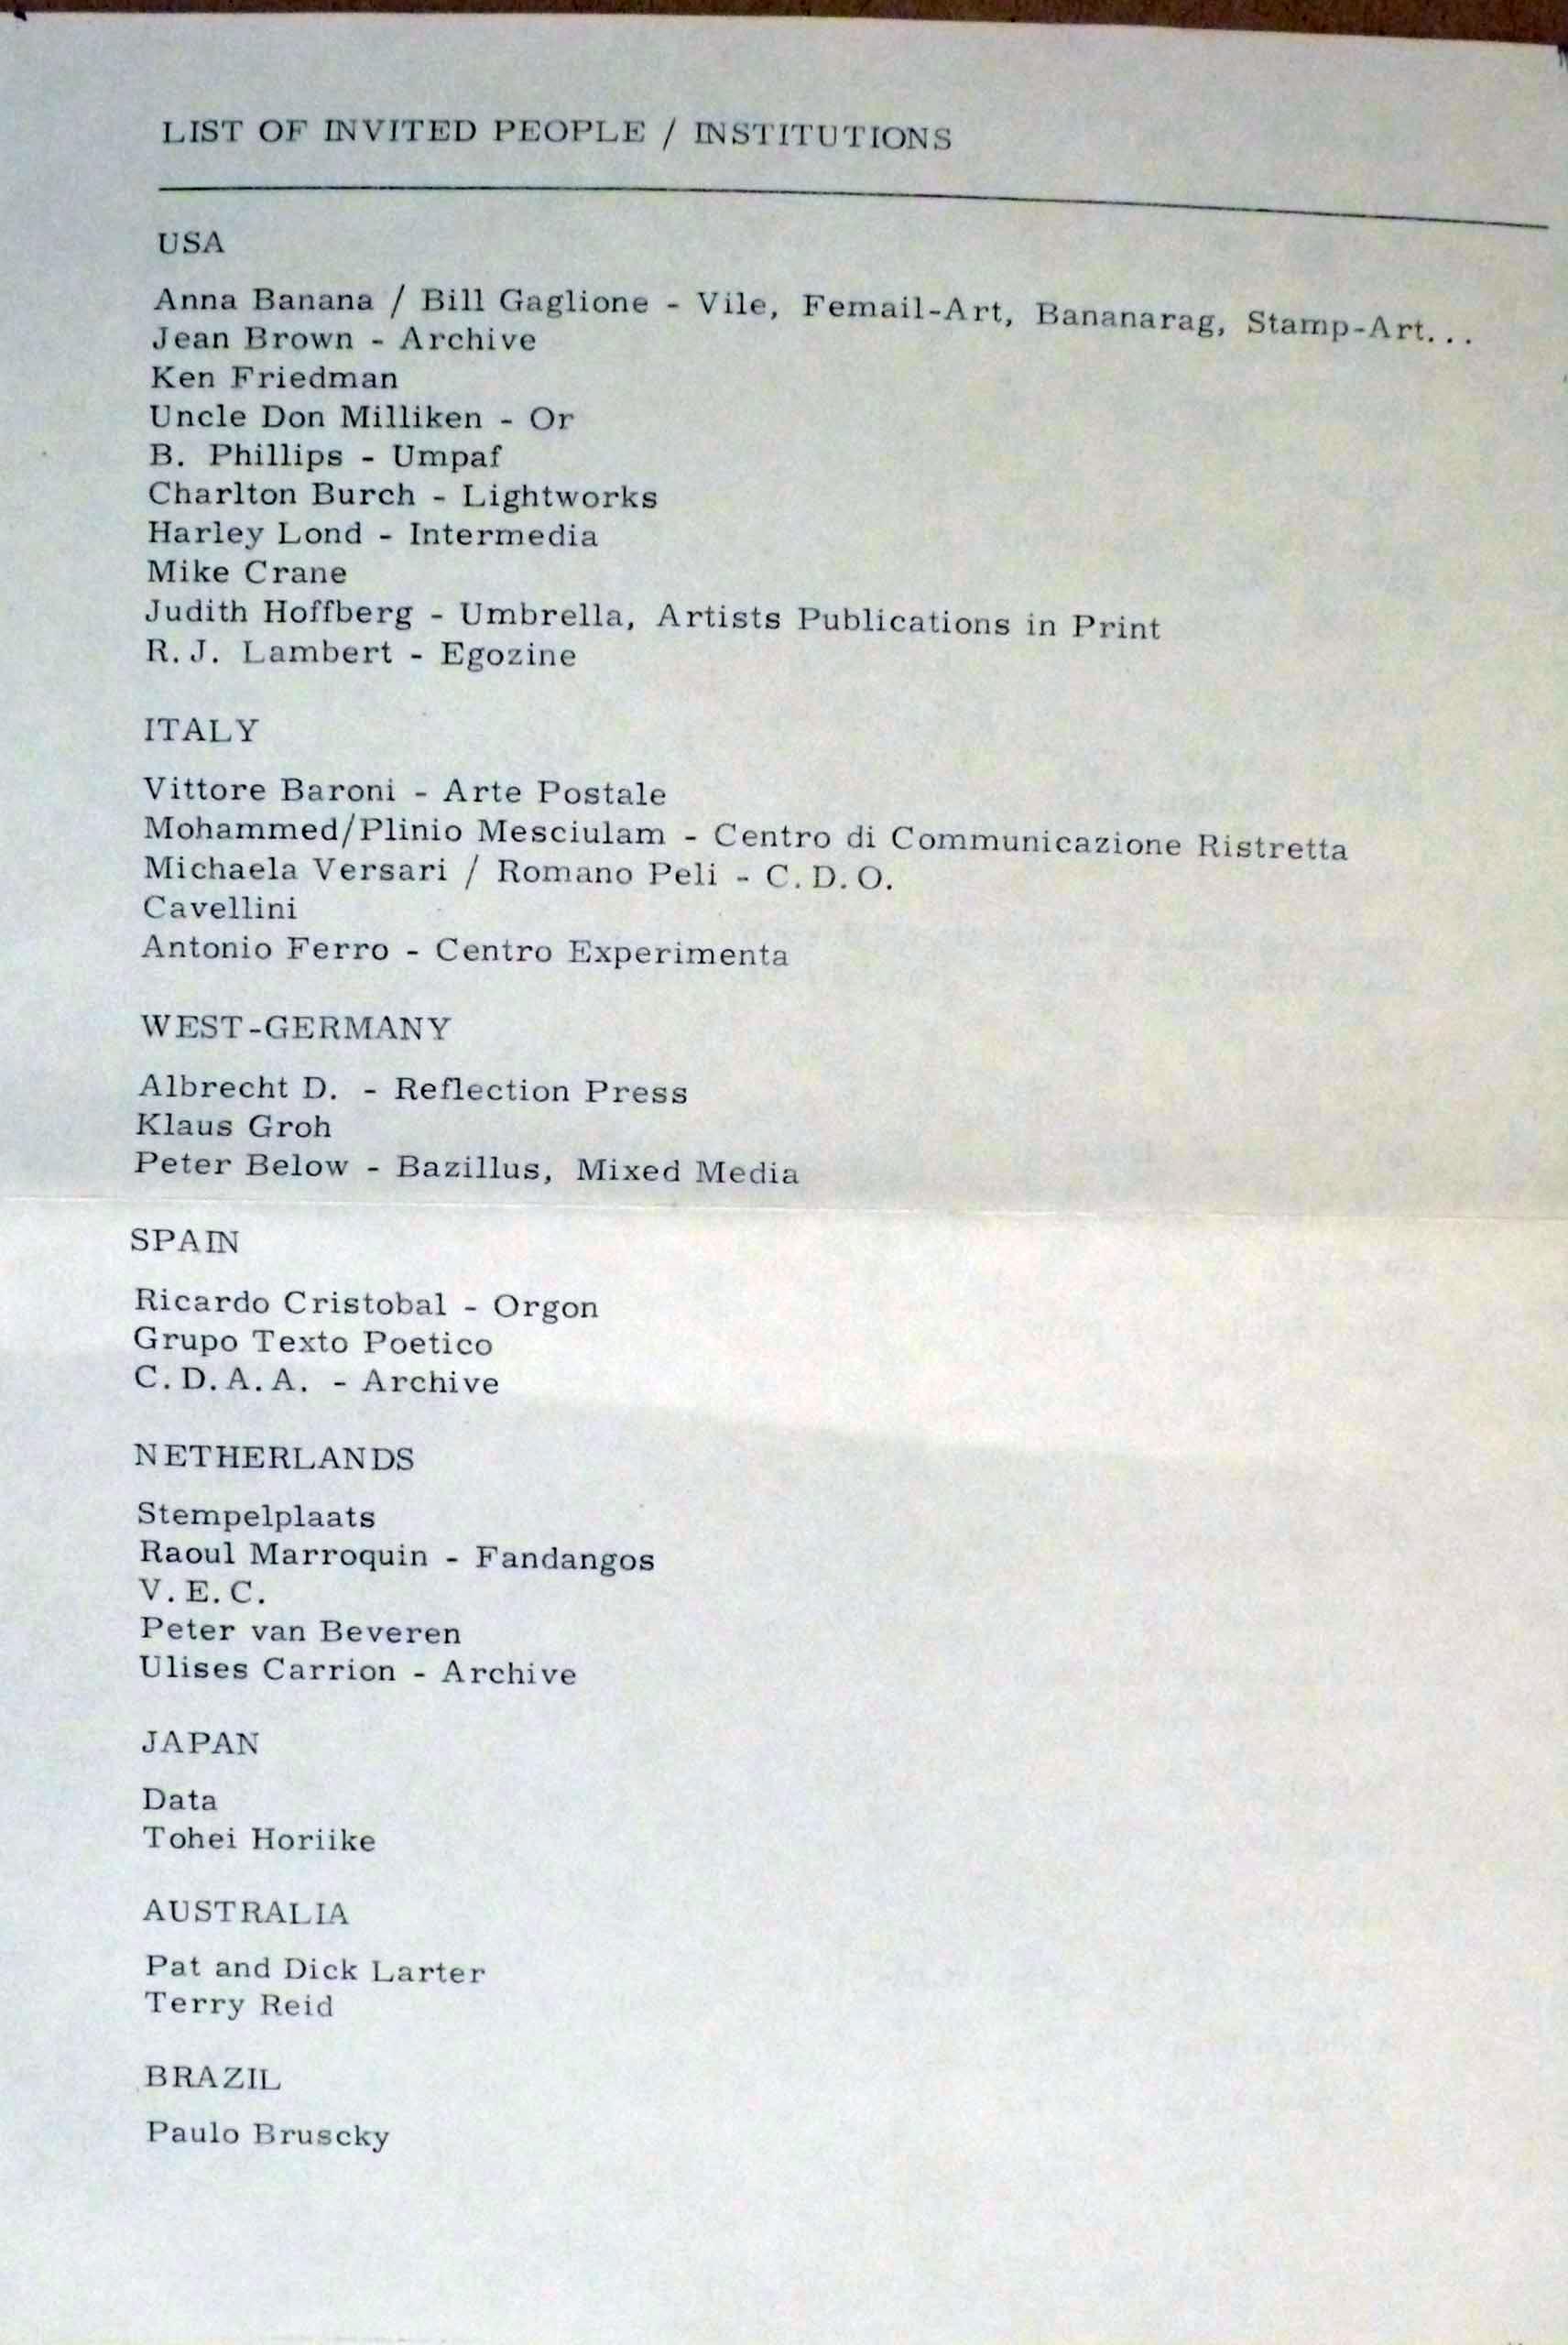 LIST OF INVITED PEOPLE / INSTITUTIONS
USA
Anna Banana / Bill Gaglione - Vile, Femail-Art, Bananarag, Stamp-Art...
Jean Brown - Archive
Ken Friedman
Uncle Don Milliken - Or
B. Phillips - Umpaf
Charlton Burch - Lightworks
Harley Lond - Intermedia
Mike Crane
Judith Hoffberg - Umbrella, Artists Publications in Print
R.J. Lambert - Egozine
ITALY
Vittore Baroni - Arte Postale
Mohammed/Plinio Mesciulam - Centro di Communicazione Ristretta
Michaela Versari / Romano Peli - C.D.O.
Cavellini
Antonio Ferro - Centro Experimenta
WEST-GERMANY
Albrecht D. - Reflection Press
Klaus Groh
Peter Below - Bazillus, Mixed Media
SPAIN
Ricardo Cristobal - Orgon
Grupo Texto Poetico
C.D.A.A. - Archive
NETHERLANDS
Stempelplaats
Raoul Marroquin - Fandangos
V.E.C.
Peter van Beveren
Ulises Carrion - Archive
JAPAN
Data
Tohei Horiike
AUSTRALIA
Pat and Dick Larter
Terry Reid
BRAZIL
Paulo Bruscky